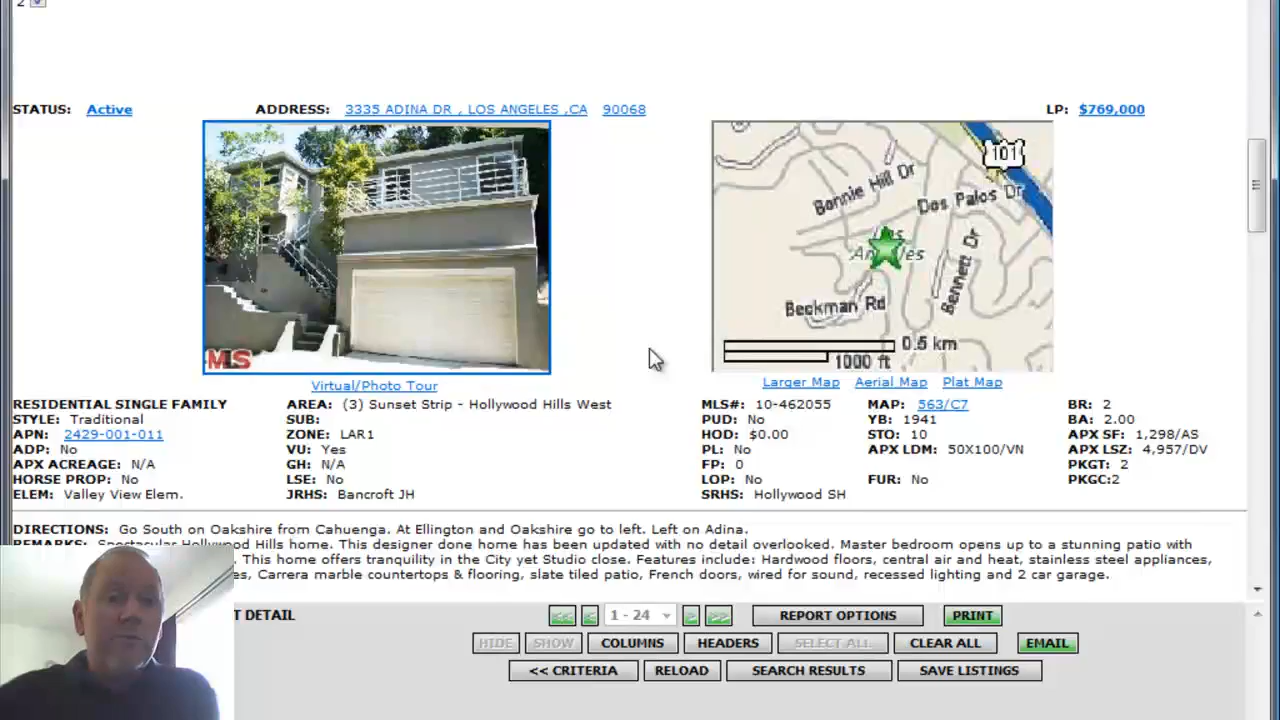 2
STATUS: Active ADDRESS: 3335 ADINA DR , LOS ANGELES ,CA 90068 LP: $769,000
MLS
101
Bonnie Hill Dr
Dos Palos Dr
Bennett Dr
Beckman Rd
0.5 km
1000 ft
Virtual/Photo Tour
Larger Map Aerial Map Plat Map
RESIDENTIAL SINGLE FAMILY AREA: (3) Sunset Strip - Hollywood Hills West MLS#: 10-462055 MAP: 563/C7 BR: 2
STYLE: Traditional SUB: PUD: No YB: 1941 BA: 2.00
APN: 2429-001-011 ZONE: LAR1 HOD: $0.00 STO: 10 APX SF: 1,298/AS
ADP: No VU: Yes PL: No APX LDM: 50X100/VN APX LSZ: 4,957/DV
APX ACREAGE: N/A GH: N/A FP: 0 PKGT: 2
HORSE PROP: No LSE: No LOP: No FUR: No PKGC:2
ELEM: Valley View Elem. JRHS: Bancroft JH SRHS: Hollywood SH
DIRECTIONS: Go South on Oakshire from Cahuenga. At Ellington and Oakshire go to left. Left on Adina.
REMARKS: Spectacular Hollywood Hills home. This designer done home has been updated with no detail overlooked. Master bedroom opens up to a stunning patio with
This home offers tranquility in the City yet Studio close. Features include: Hardwood floors, central air and heat, stainless steel appliances,
Carrera marble countertops & flooring, slate tiled patio, French doors, wired for sound, recessed lighting and 2 car garage.
T DETAIL << < 1 - 24 > >> REPORT OPTIONS PRINT
HIDE SHOW COLUMNS HEADERS SELECT ALL CLEAR ALL EMAIL
<< CRITERIA RELOAD SEARCH RESULTS SAVE LISTINGS